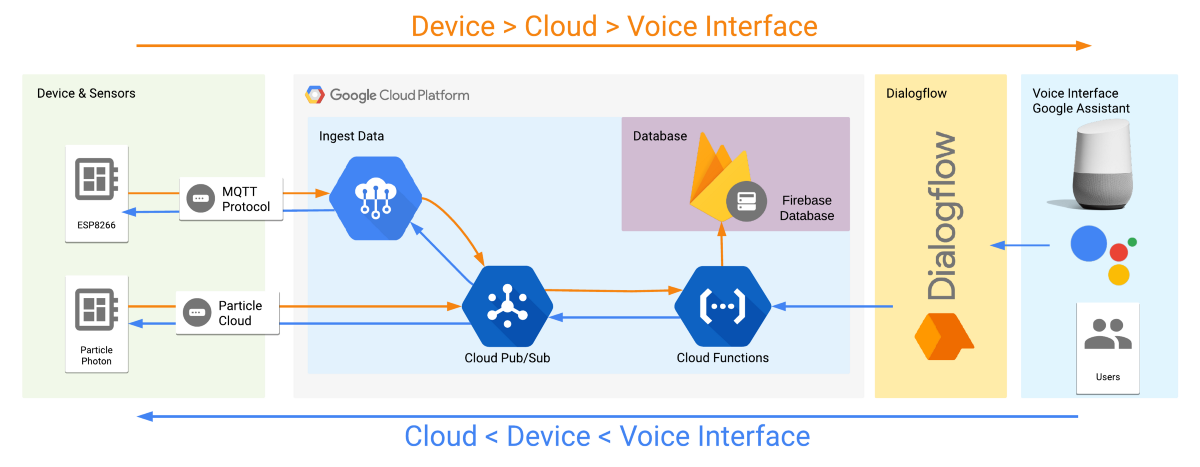 Device > Cloud > Voice Interface
Device & Sensors
Google Cloud Platform
Dialogflow
Voice Interface
Google Assistant
Ingest Data
Database
ESP8266
MQTT
Protocol
Firebase
Database
Dialogflow
Particle
Photon
Particle
Cloud
Cloud Pub/Sub
Cloud Functions
Users
Cloud < Device < Voice Interface